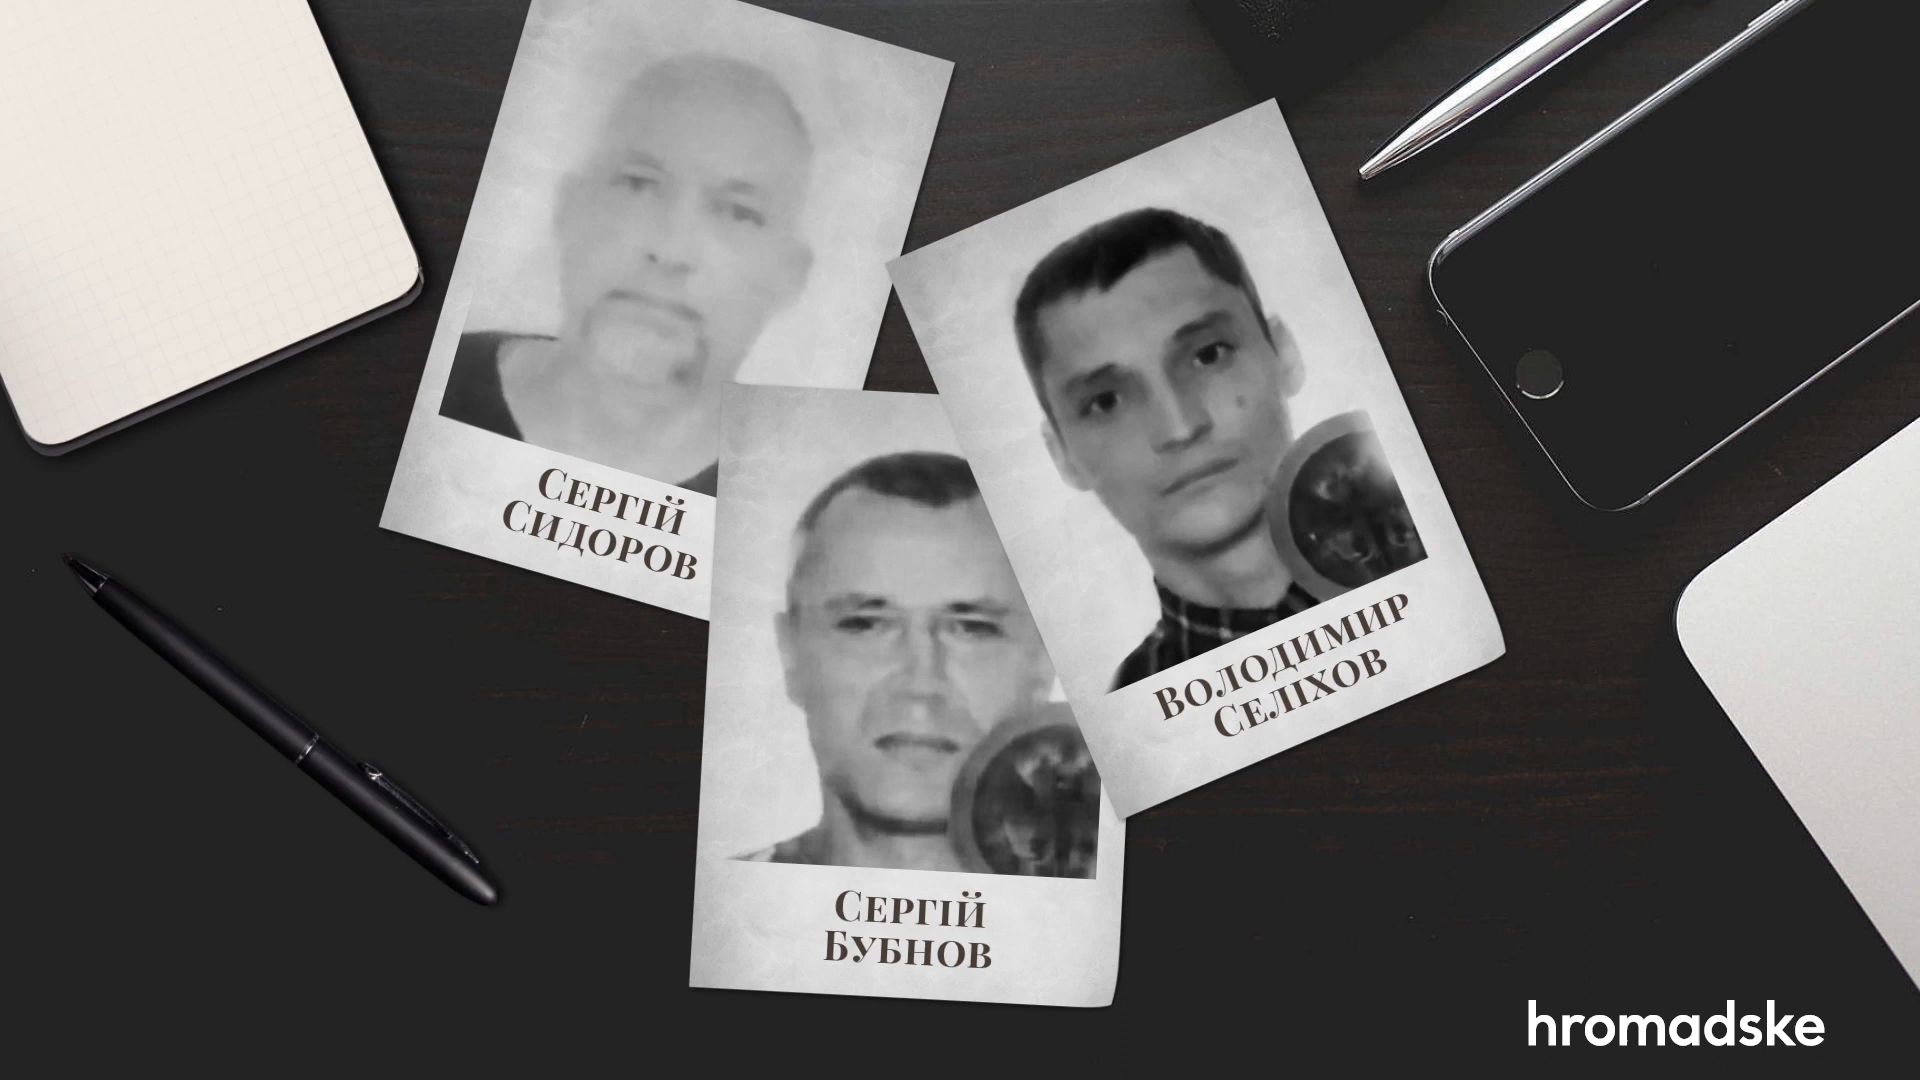 Сергій
Сидоров
Володимир
Селіхов
Сергій
Бубнов
hromadske